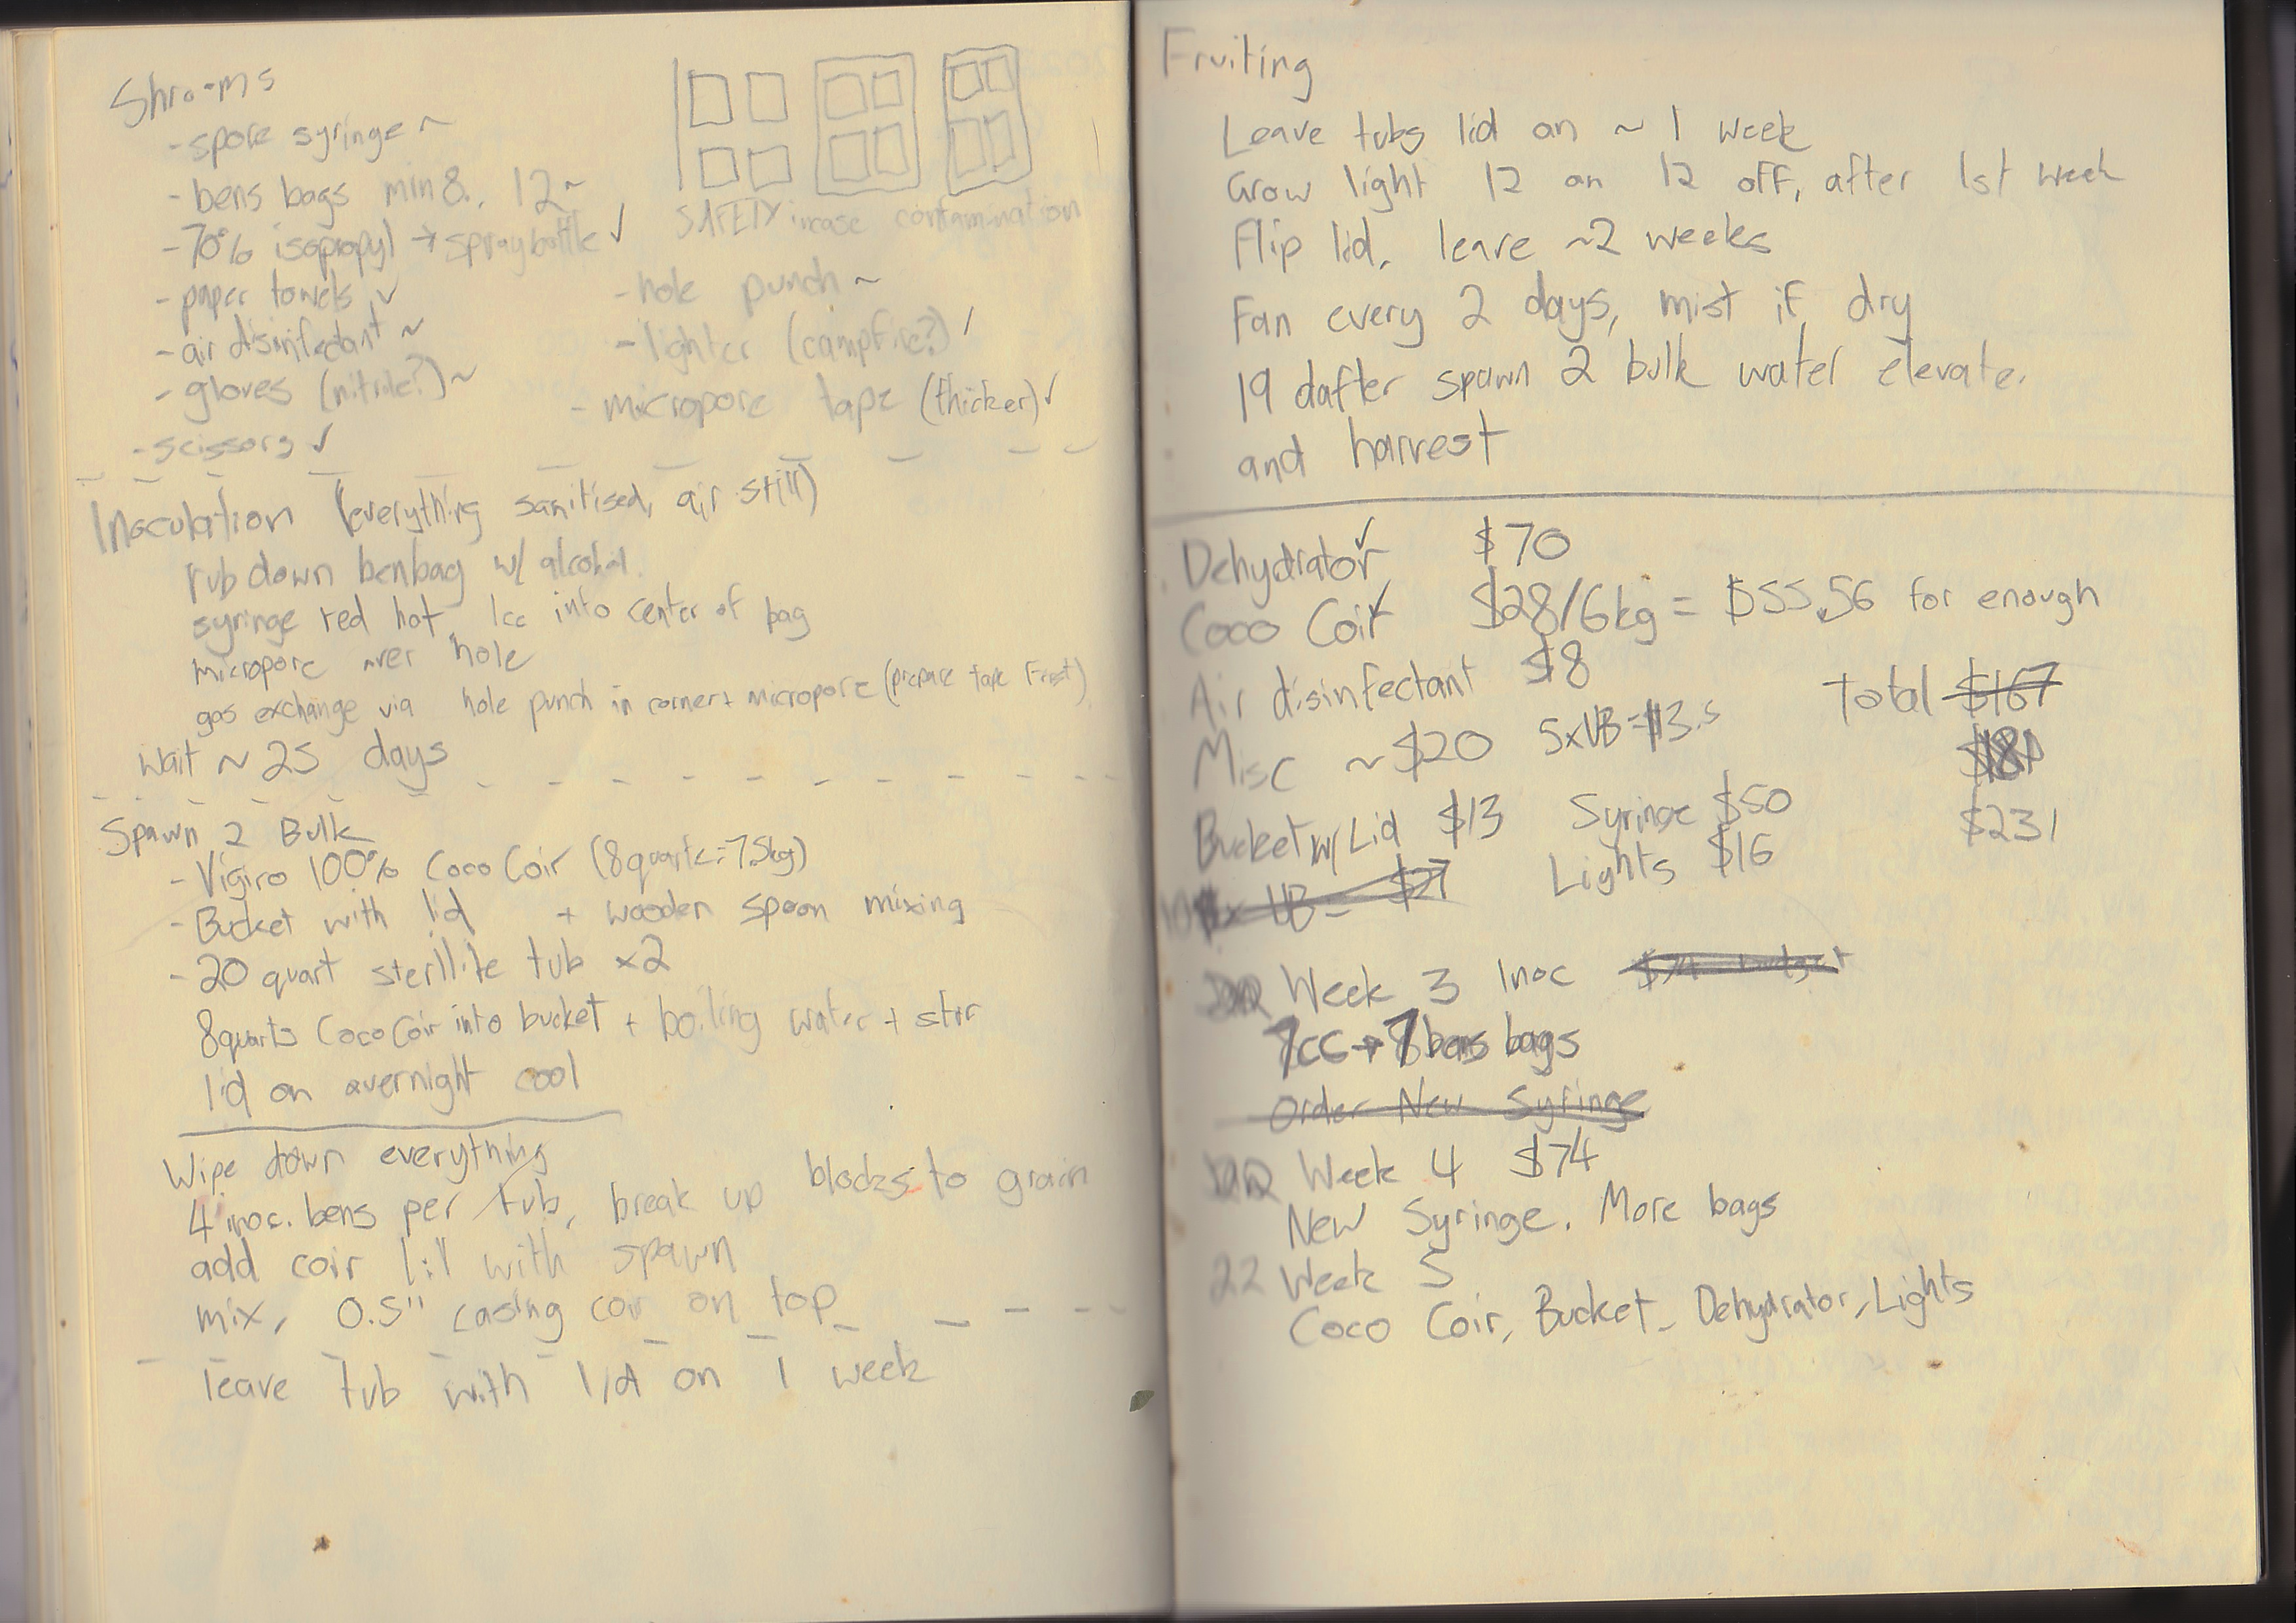 Shrooms
- spore syringe ~
- bens bags min 8, 12 ~
- 70% isopropyl → spray bottle ✓
- paper towels ✓
- air disinfectant ~
- gloves (nitrile?) ~
- scissors ✓
SAFETY incase contamination
- hole punch ~
- lighter (campfire?) ✓
- micropore tape (thicker) ✓
Inoculation (everything sanitised, air still)
rub down benbag w/ alcohol.
syringe red hot, 1cc into center of bag
micropore over hole
gas exchange via hole punch in corner + micropore (prepare tape first)
Wait ~ 25 days
Spawn 2 Bulk
- Vigiro 100% Coco Coir (8quarts=7.5kg)
- Bucket with lid + wooden spoon mixing
- 20 quart sterilite tub x2
8quarts Coco Coir into bucket + boiling water + stir
lid on overnight cool
Wipe down everything
4 inoc. bens per tub, break up blocks to grain
add coir 1:1 with spawn
mix, 0.5" casing coir on top
leave tub with lid on 1 week
Fruiting
Leave tubs lid on ~ 1 week
Grow light 12 on 12 off, after 1st week
Flip lid, leave ~2 weeks
Fan every 2 days, mist if dry
19 dafter spawn 2 bulk water elevate.
and harvest
Dehydrator ✓ $70
Coco Coir ✓ $28/6kg = $55.56 for enough
Air disinfectant $8
Total $167
Misc ~ $20 5xUB=$13.5
$181
Bucket w/ Lid $13 Syringe $50
$231
x UB = $27 Lights $16
Week 3 Inoc
7cc → 7 bens bags
Order New Syringe
Week 4 $74
New Syringe. More bags
22 Week 5
Coco Coir, Bucket, Dehydrator, Lights